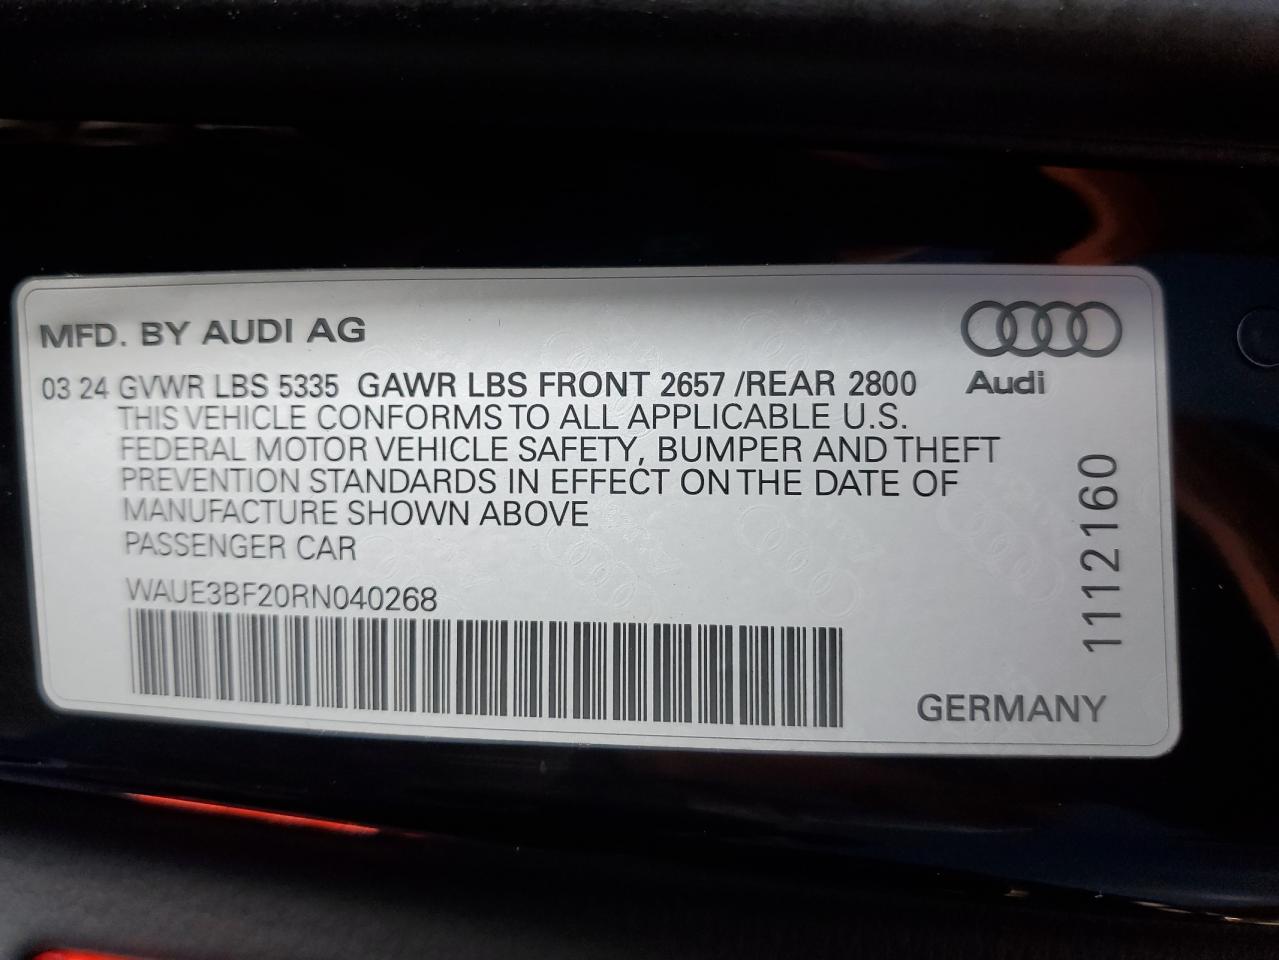 MFD. BY AUDI AG
Audi
03 24 GVWR LBS 5335 GAWR LBS FRONT 2657 /REAR 2800
THIS VEHICLE CONFORMS TO ALL APPLICABLE U.S.
FEDERAL MOTOR VEHICLE SAFETY, BUMPER AND THEFT
PREVENTION STANDARDS IN EFFECT ON THE DATE OF
MANUFACTURE SHOWN ABOVE
PASSENGER CAR
WAUE3BF20RN040268
1112160
GERMANY